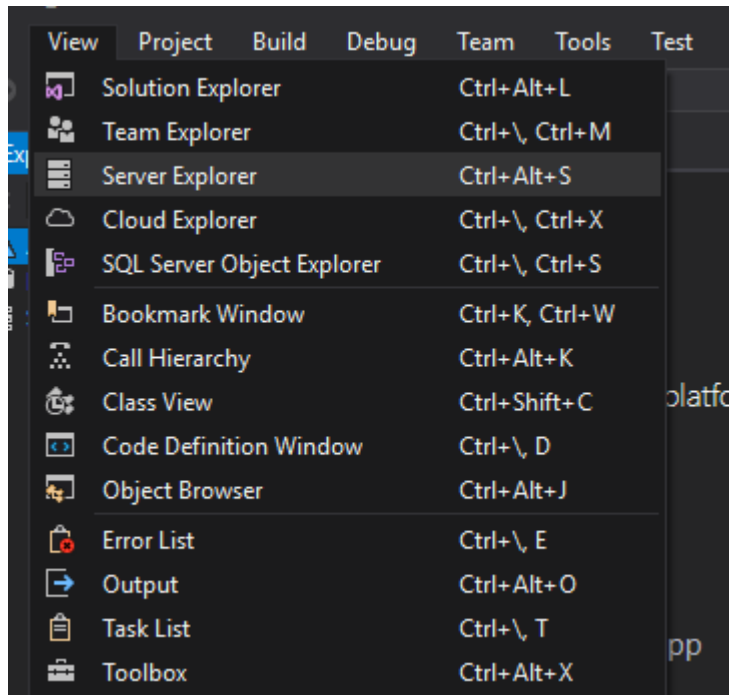 View Project Build Debug Team Tools Test
Solution Explorer Ctrl+Alt+L
Team Explorer Ctrl+\, Ctrl+M
Server Explorer Ctrl+Alt+S
Cloud Explorer Ctrl+\, Ctrl+X
SQL Server Object Explorer Ctrl+\, Ctrl+S
Bookmark Window Ctrl+K, Ctrl+W
Call Hierarchy Ctrl+Alt+K
Class View Ctrl+Shift+C
Code Definition Window Ctrl+\, D
Object Browser Ctrl+Alt+J
Error List Ctrl+\, E
Output Ctrl+Alt+O
Task List Ctrl+\, T
Toolbox Ctrl+Alt+X